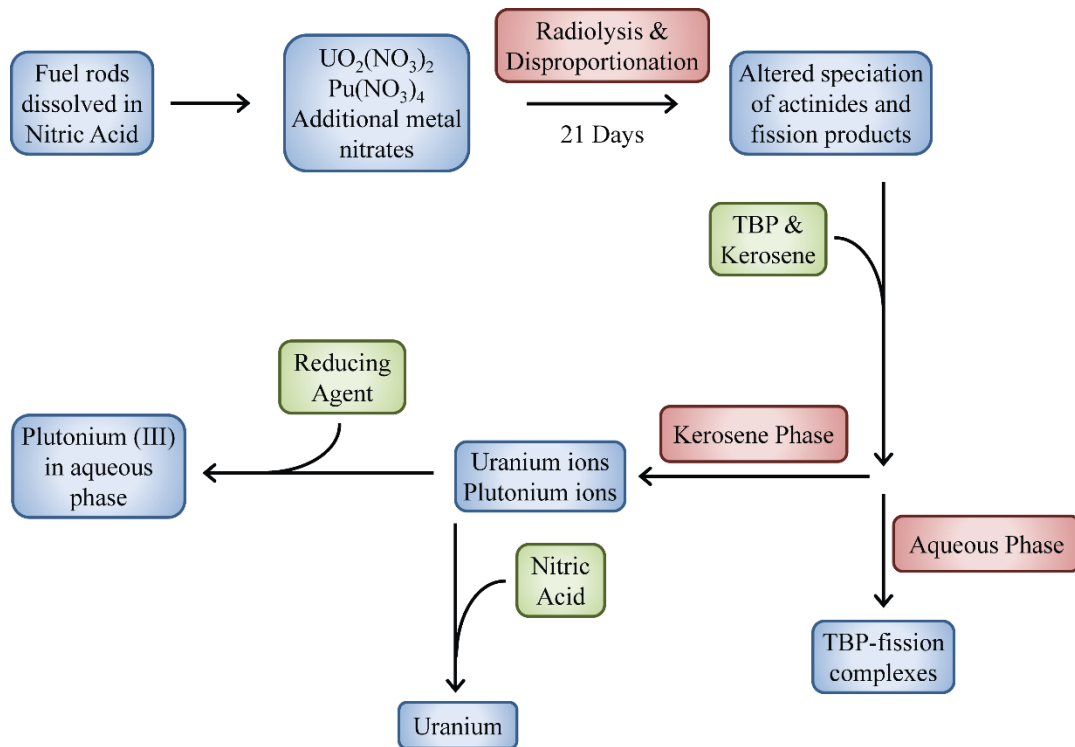 Fuel rods
dissolved in
Nitric Acid
UO₂(NO₃)₂
Pu(NO₃)₄
Additional metal
nitrates
Radiolysis &
Disproportionation
21 Days
Altered speciation
of actinides and
fission products
TBP &
Kerosene
Kerosene Phase
Aqueous Phase
TBP-fission
complexes
Uranium ions
Plutonium ions
Reducing
Agent
Plutonium (III)
in aqueous
phase
Nitric
Acid
Uranium